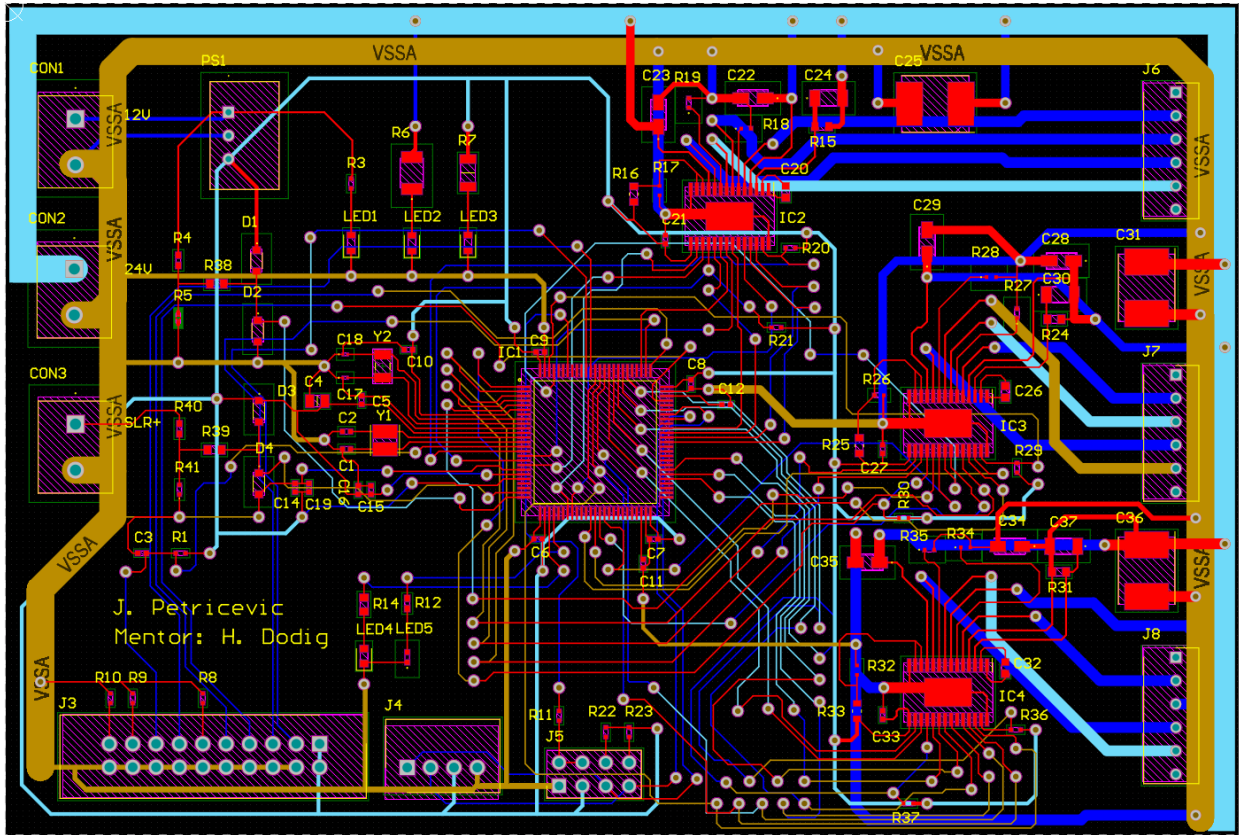 VSSA
VSSA
CON1
PS1
C23
R19
C22
C24
C25
J6
12V
VSSA
R6
R7
R18
R15
VSSA
R3
R17
R16
C20
CON2
D1
LED1
LED2
LED3
C29
R4
VSSA
C21
IC2
R20
C28
C31
24V
R38
R28
C30
VSSA
R5
D2
R27
R24
R21
C18
Y2
C10
IC1
C9
J7
CON3
C4
C17
C5
C8
C12
R26
C26
SLR+
R40
D3
C2
Y1
IC3
R39
R25
D4
C1
C27
R29
R41
C14
C19
C16
C15
R30
C34
C37
C36
C3
R1
C6
C7
R35
R34
VSSA
C35
C11
R31
VSSA
J. Petricevic
R14
R12
Mentor: H. Dodig
LED4
LED5
J8
VSSA
R32
C32
R10
R9
R8
IC4
J3
J4
R11
R22
R23
R33
C33
R36
J5
R37